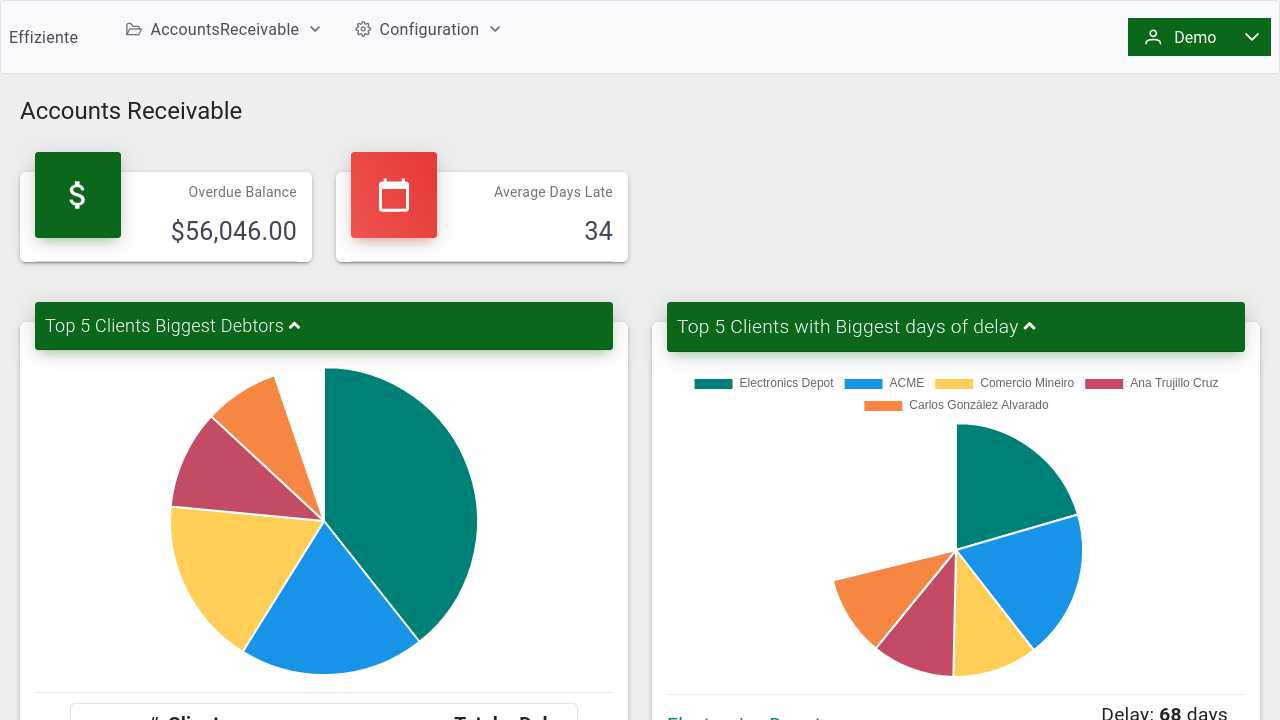 Effiziente
AccountsReceivable
Configuration
Demo
Accounts Receivable
Overdue Balance
$56,046.00
Average Days Late
34
Top 5 Clients Biggest Debtors
Top 5 Clients with Biggest days of delay
Electronics Depot ACME Comercio Mineiro Ana Trujillo Cruz
Carlos González Alvarado
Delay: 68 days